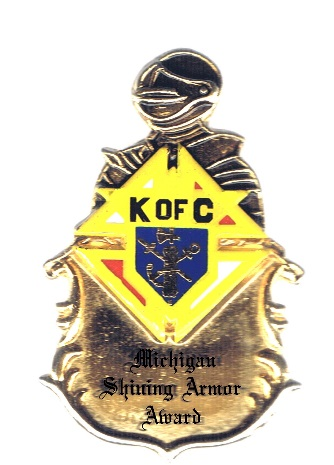 K OF C
Michigan
Shining Armor
Award